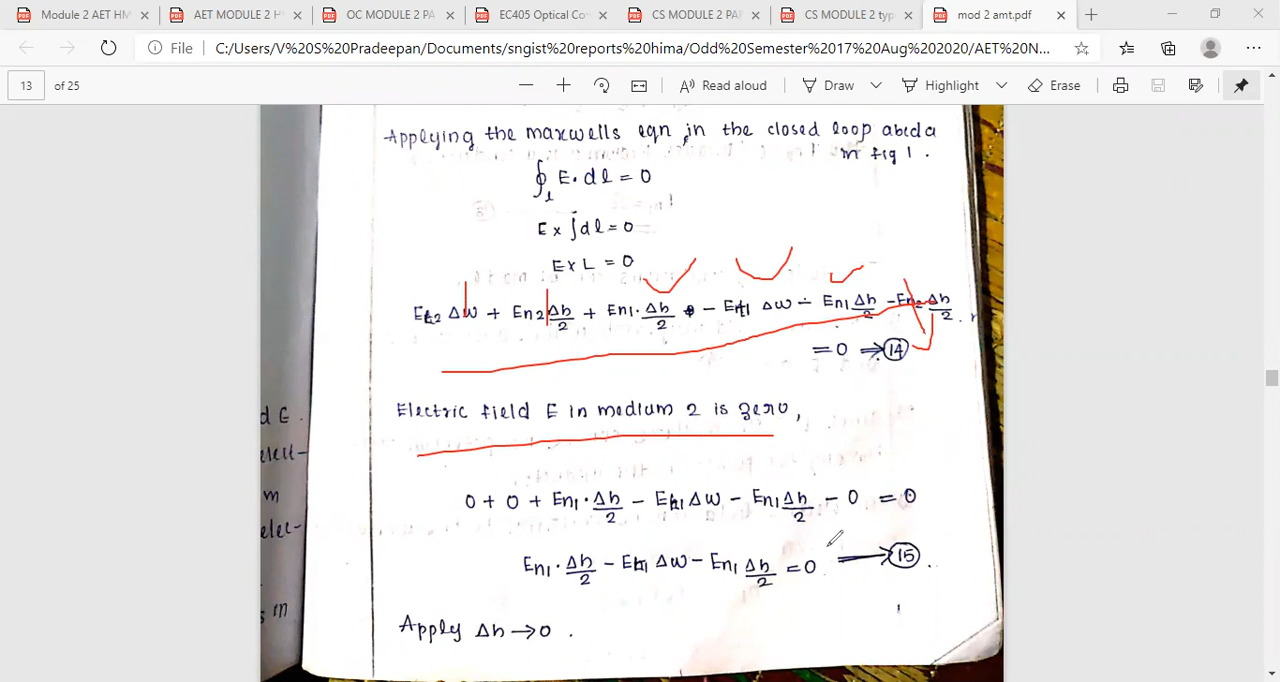 Module 2 AET HM
AET MODULE 2 H
OC MODULE 2 PA
EC405 Optical Co
CS MODULE 2 PA
CS MODULE 2 typ
mod 2 amt.pdf
File
C:/Users/V%20S%20Pradeepan/Documents/sngist%20reports%20hima/Odd%20Semester%2017%20Aug%202020/AET%20N...
13 of 25
Read aloud
Draw
Highlight
Erase
Applying the maxwells eqn, in the closed loop abcda
in fig 1.
∮l E. dl = 0
E x ∫dl = 0
E x L = 0
Et2 Δw + En2 Δh/2 + En1. Δh/2 - Et1 Δw - En1 Δh/2 - En2 Δh/2.
= 0 ⇒ (14)
Electric field E in medium 2 is zero,
0 + 0 + En1. Δh/2 - Et1 Δw - En1 Δh/2 - 0 = 0
En1. Δh/2 - Et1 Δw - En1 Δh/2 = 0 ⇒ (15).
Apply Δh → 0.
d E.
elect-
m
elec-
s in